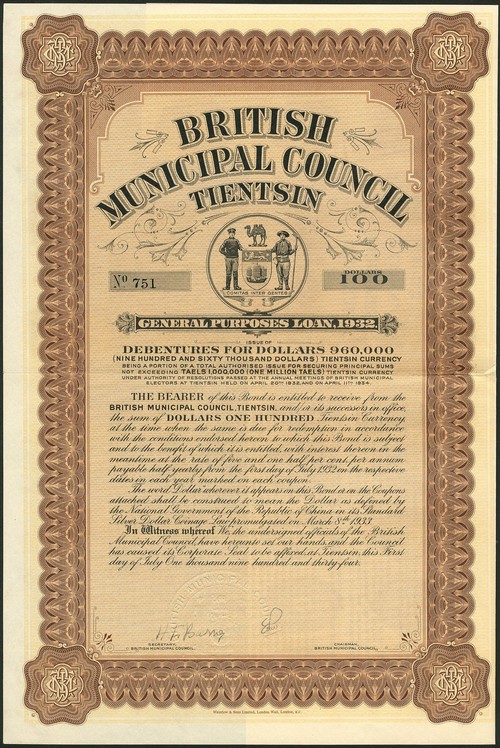 BRITISH
MUNICIPAL COUNCIL
TIENTSIN
COMITAS INTER GENTES
No 751
DOLLARS
100
GENERAL PURPOSES LOAN, 1932.
ISSUE OF
DEBENTURES FOR DOLLARS 960,000
(NINE HUNDRED AND SIXTY THOUSAND DOLLARS) TIENTSIN CURRENCY
BEING A PORTION OF A TOTAL AUTHORISED ISSUE FOR SECURING PRINCIPAL SUMS
NOT EXCEEDING TAELS 1,000,000 (ONE MILLION TAELS) TIENTSIN CURRENCY
UNDER AUTHORITY OF RESOLUTIONS PASSED AT THE ANNUAL MEETINGS OF BRITISH MUNICIPAL
ELECTORS AT TIENTSIN HELD ON APRIL 20TH 1932, AND ON APRIL 11TH 1934.
THE BEARER of this Bond is entitled to receive from the
BRITISH MUNICIPAL COUNCIL, TIENTSIN, and/or its successors in office,
the sum of DOLLARS ONE HUNDRED Tientsin Currency
at the time when the same is due for redemption in accordance
with the conditions endorsed hereon to which this Bond is subject
and to the benefit of which it is entitled, with interest thereon in the
meantime at the rate of five and one half per cent. per annum
payable half yearly from the first day of July 1932 on the respective
dates in each year marked on each coupon.
The word Dollar wherever it appears on this Bond or on the Coupons
attached shall be construed to mean the Dollar as defined by
the National Government of the Republic of China in its Standard
Silver Dollar Coinage Law promulgated on March 8th 1933
In Witness whereof We, the undersigned officials of the British
Municipal Council, have hereunto set our hands, and the Council
has caused its Corporate Seal to be affixed, at Tientsin, this First
day of July One thousand nine hundred and thirty four.
SECRETARY,
BRITISH MUNICIPAL COUNCIL
CHAIRMAN,
BRITISH MUNICIPAL COUNCIL.
London Wall, London, E.C.